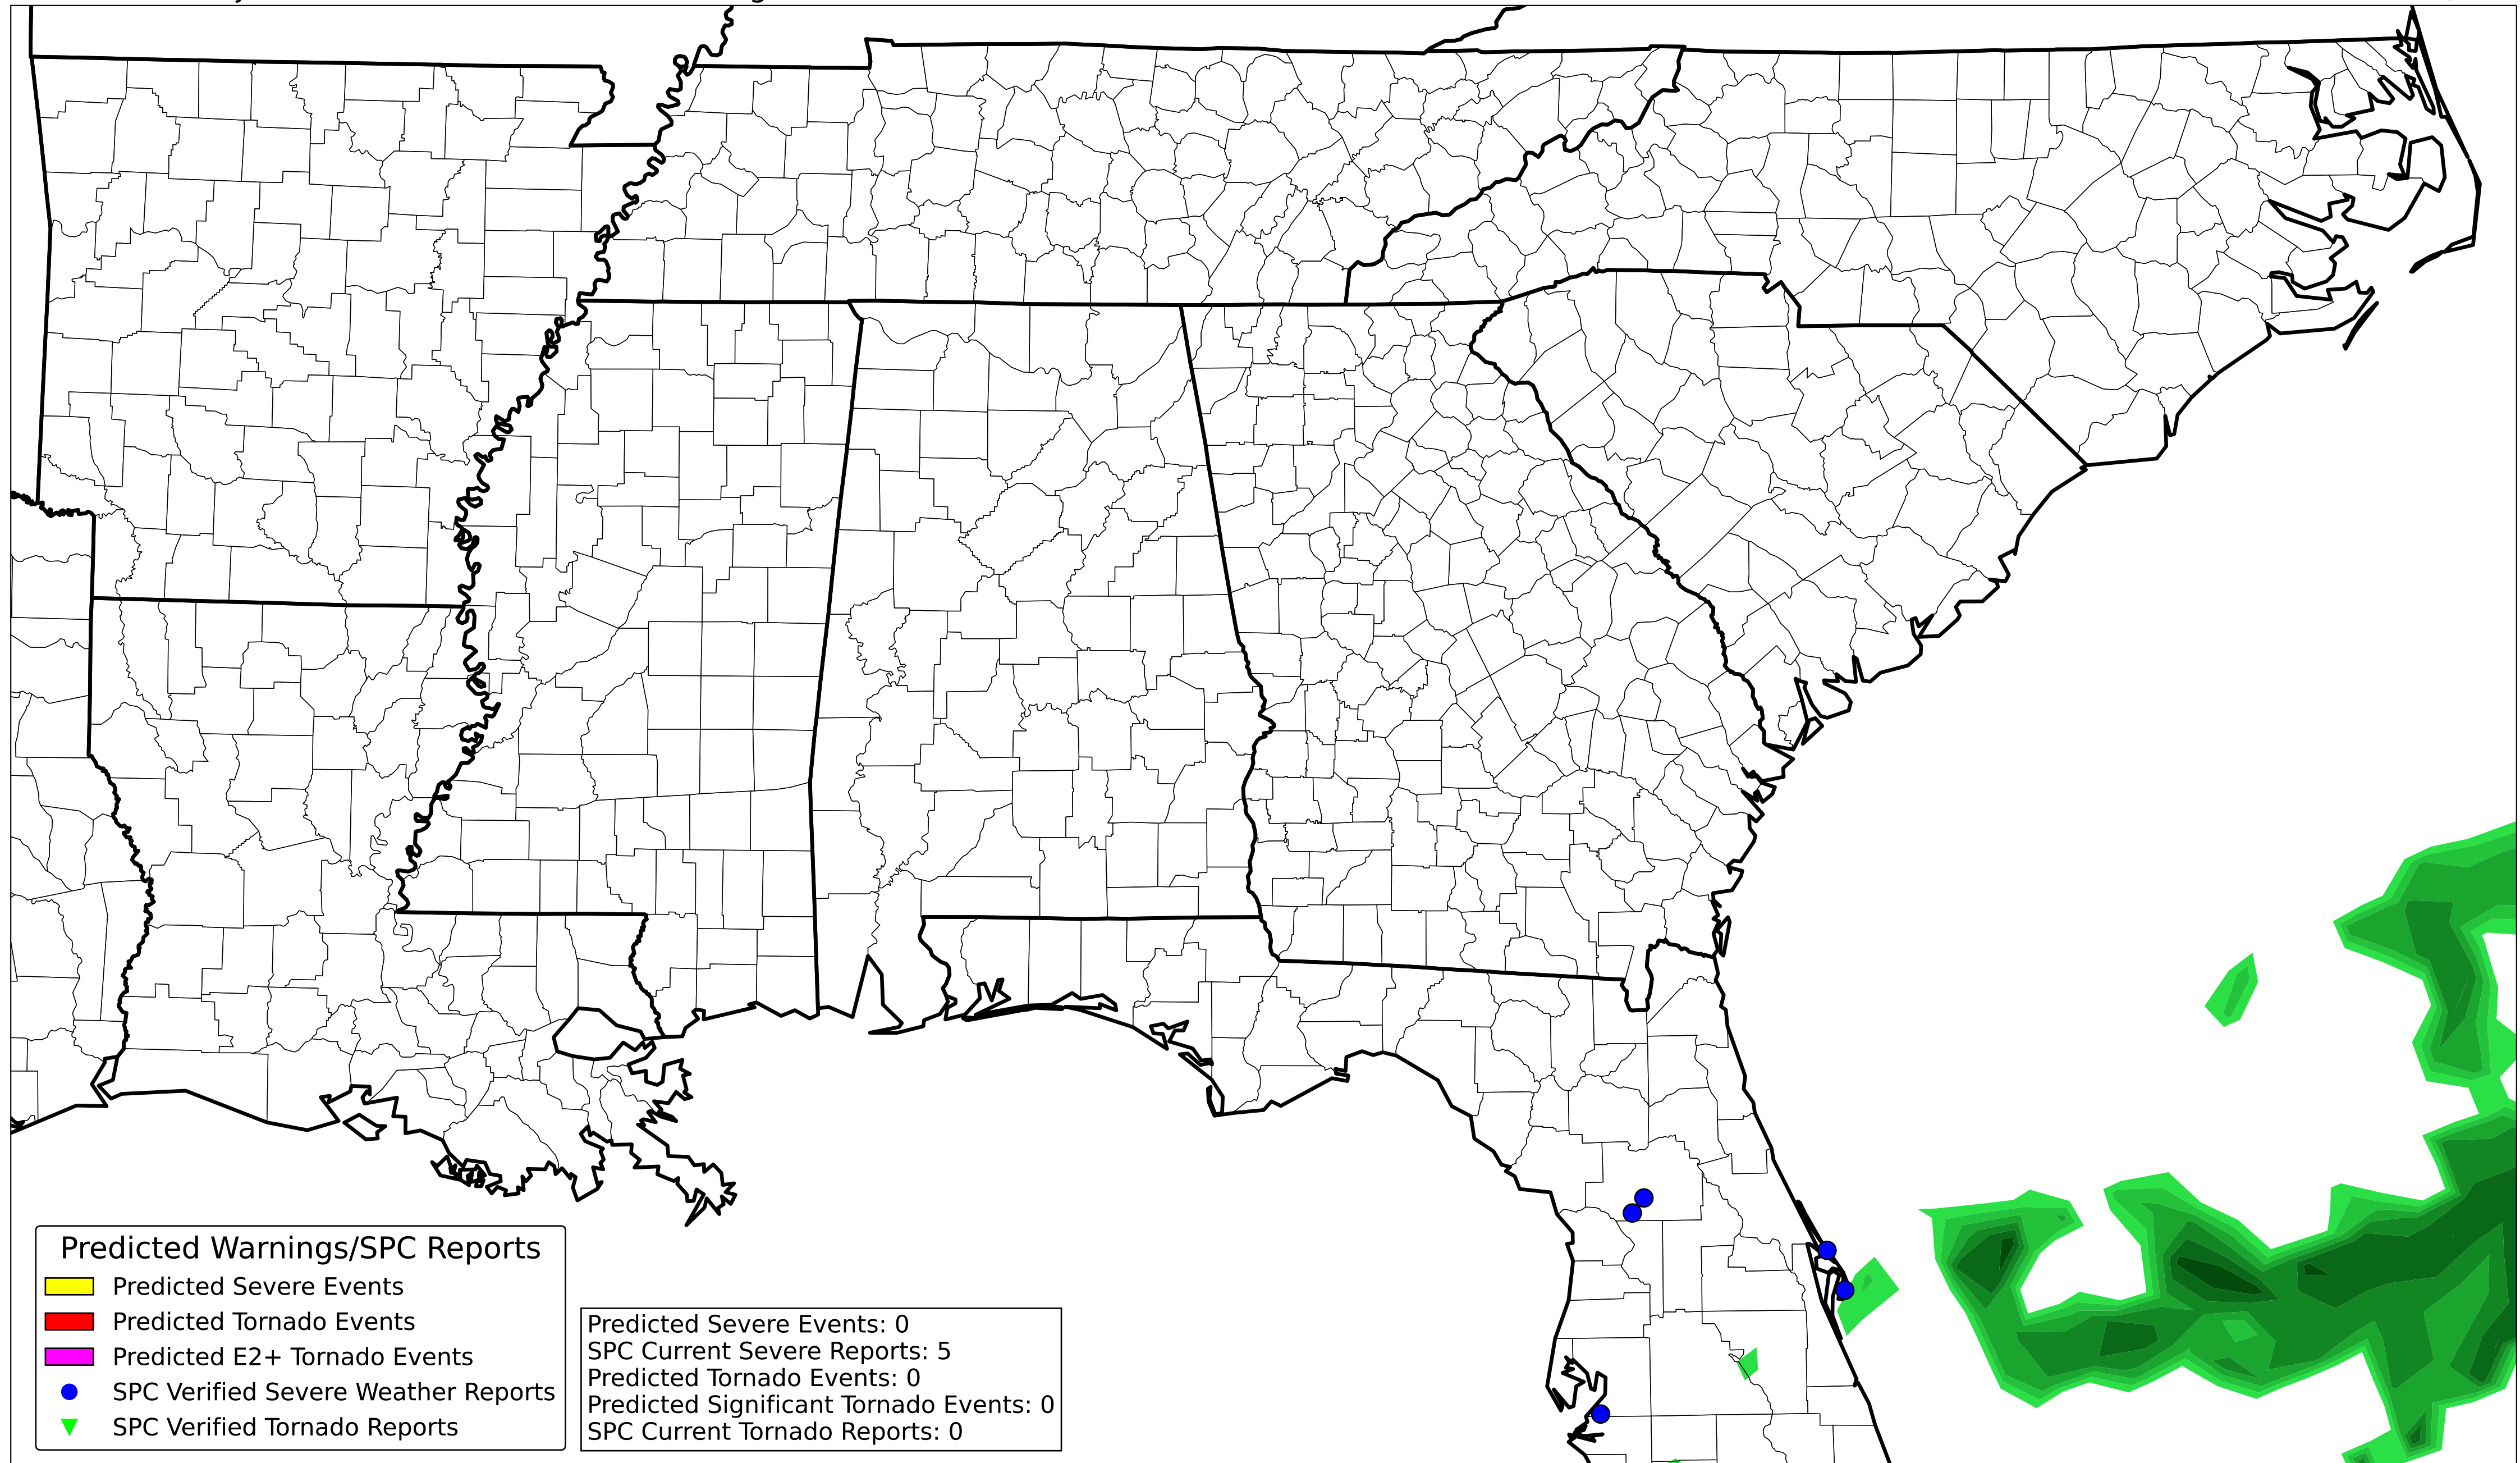 Predicted Warnings/SPC Reports
Predicted Severe Events
Predicted Tornado Events
Predicted E2+ Tornado Events
SPC Verified Severe Weather Reports
SPC Verified Tornado Reports
Predicted Severe Events: 0
SPC Current Severe Reports: 5
Predicted Tornado Events: 0
Predicted Significant Tornado Events: 0
SPC Current Tornado Reports: 0